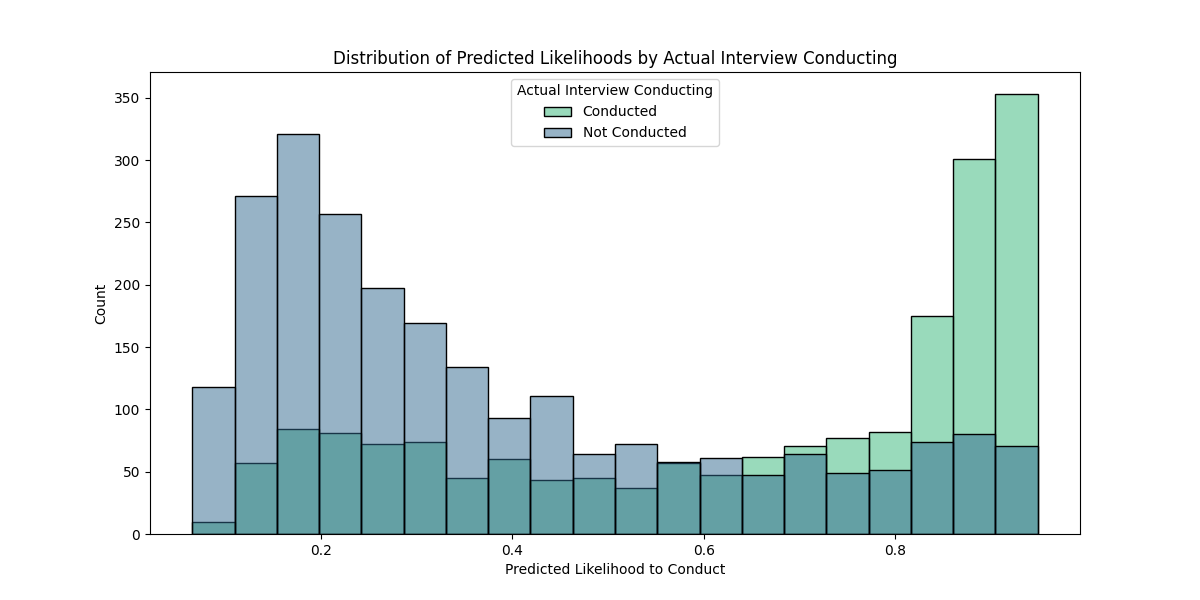 Distribution of Predicted Likelihoods by Actual Interview Conducting
Actual Interview Conducting
Conducted
Not Conducted
350
300
250
200
150
100
50
0
Count
0.2 0.4 0.6 0.8
Predicted Likelihood to Conduct